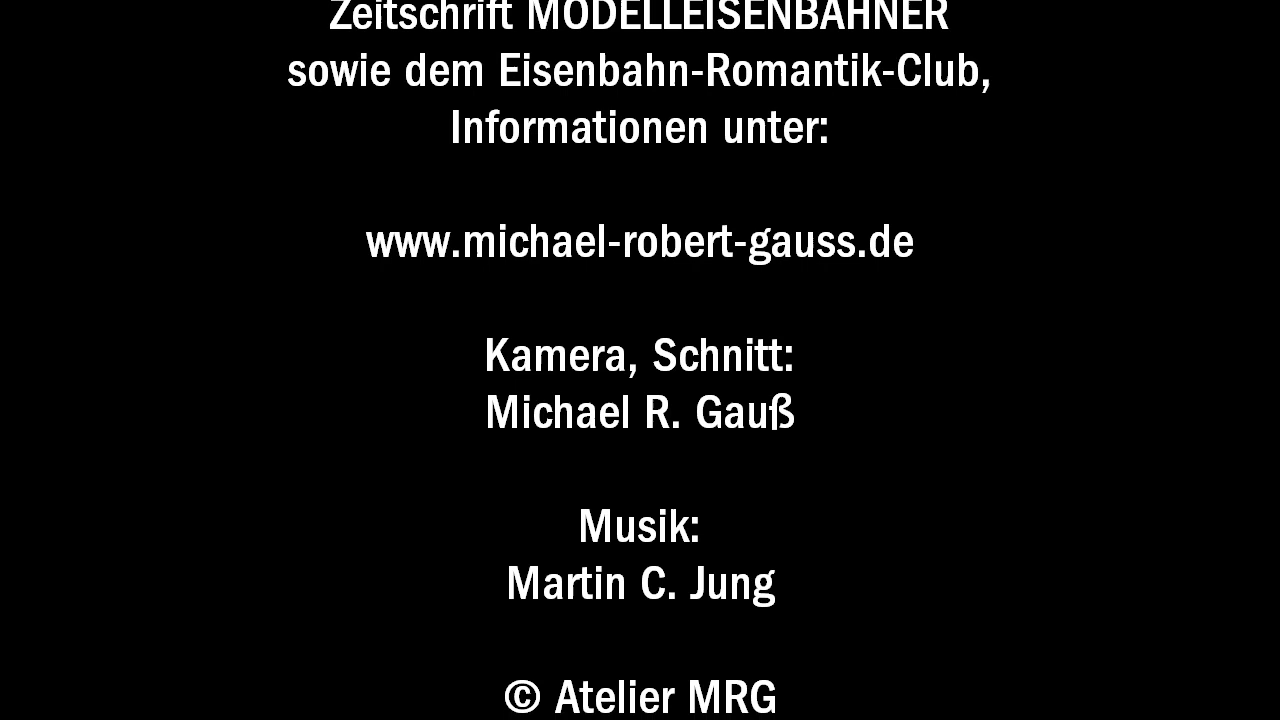 Zeitschrift MODELLEISENBAHNER
sowie dem Eisenbahn-Romantik-Club,
Informationen unter:
www.michael-robert-gauss.de
Kamera, Schnitt:
Michael R. Gauß
Musik:
Martin C. Jung
© Atelier MRG